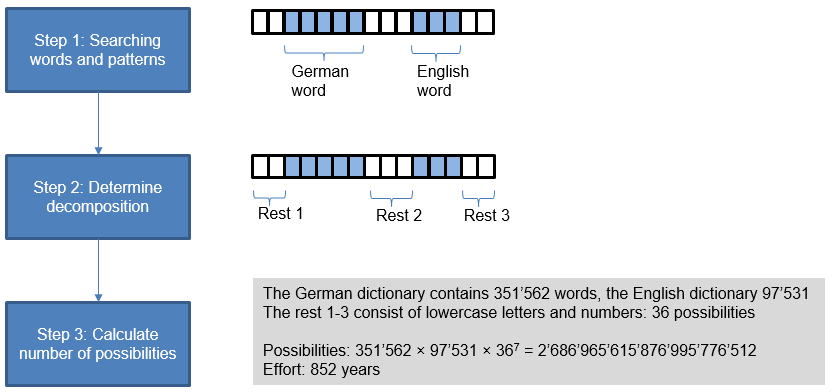 Step 1: Searching
words and patterns
German
word
English
word
Step 2: Determine
decomposition
Rest 1
Rest 2
Rest 3
Step 3: Calculate
number of possibilities
The German dictionary contains 351’562 words, the English dictionary 97’531
The rest 1-3 consist of lowercase letters and numbers: 36 possibilities
Possibilities: 351’562 × 97’531 × 36⁷ = 2’686’965’615’876’995’776’512
Effort: 852 years